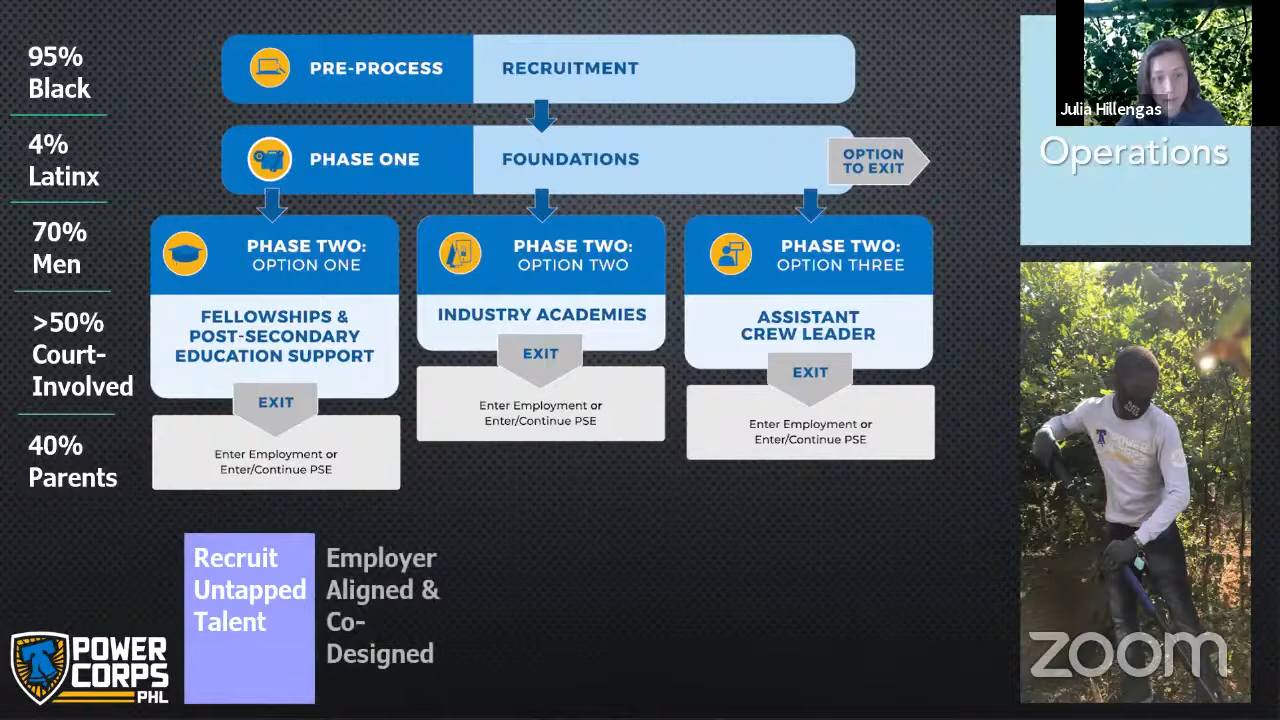 95%
Black
4%
Latinx
70%
Men
>50%
Court-
Involved
40%
Parents
PRE-PROCESS
RECRUITMENT
PHASE ONE
FOUNDATIONS
OPTION
TO EXIT
PHASE TWO:
OPTION ONE
FELLOWSHIPS &
POST-SECONDARY
EDUCATION SUPPORT
EXIT
Enter Employment or
Enter/Continue PSE
PHASE TWO:
OPTION TWO
INDUSTRY ACADEMIES
EXIT
Enter Employment or
Enter/Continue PSE
PHASE TWO:
OPTION THREE
ASSISTANT
CREW LEADER
EXIT
Enter Employment or
Enter/Continue PSE
Recruit
Untapped
Talent
Employer
Aligned &
Co-
Designed
POWER
CORPS
PHL
Julia Hillengas
Operations
POWER
zoom